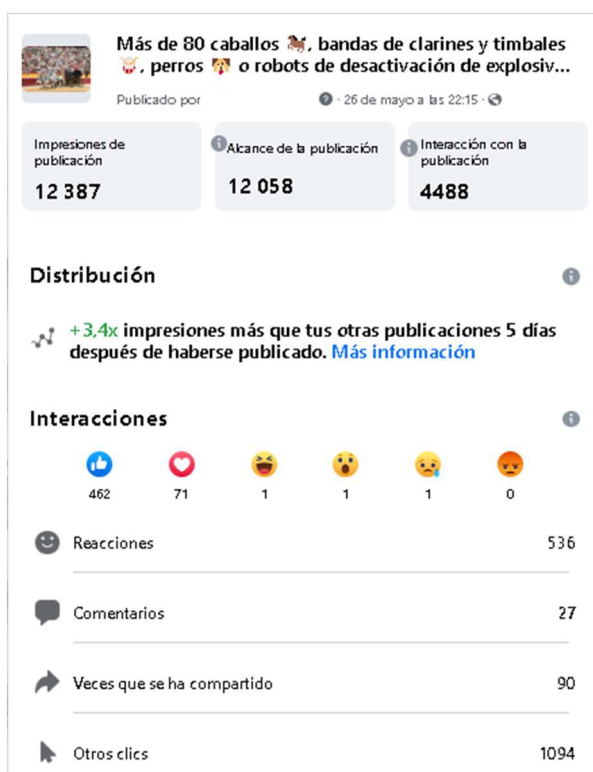 Más de 80 caballos 🐎, bandas de clarines y timbales
🥁, perros 🐶 o robots de desactivación de explosiv...
Publicado por
· 26 de mayo a las 22:15 ·
Impresiones de
publicación
12 387
Alcance de la publicación
12 058
Interacción con la
publicación
4488
Distribución
+3,4x impresiones más que tus otras publicaciones 5 días
después de haberse publicado. Más información
Interacciones
462 71 1 1 1 0
Reacciones 536
Comentarios 27
Veces que se ha compartido 90
Otros clics 1094